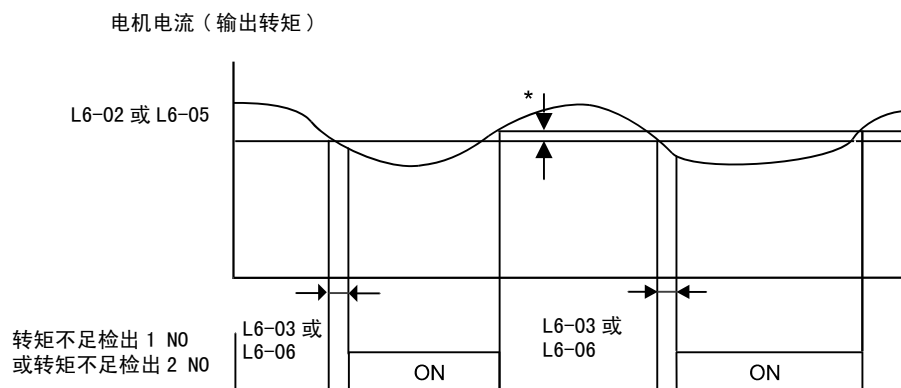 电机电流（输出转矩）
L6-02 或 L6-05
*
L6-03 或
L6-06
L6-03 或
L6-06
转矩不足检出 1 NO
或转矩不足检出 2 NO
ON
ON